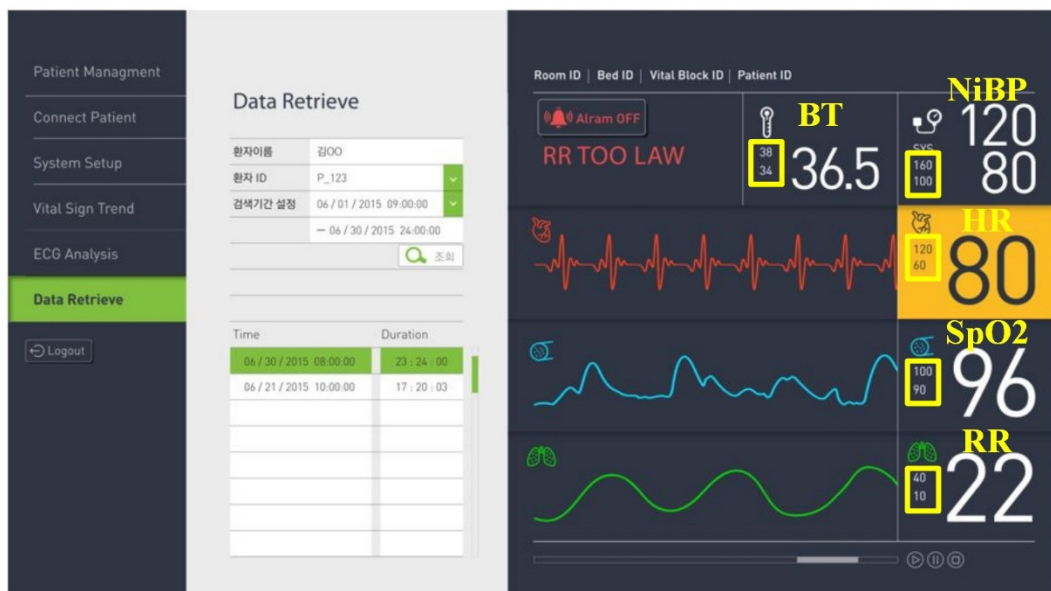 Patient Managment
Connect Patient
System Setup
Vital Sign Trend
ECG Analysis
Data Retrieve
Logout
Data Retrieve
환자이름 김OO
환자 ID P_123
검색기간 설정 06 / 01 / 2015 09:00:00
— 06 / 30 / 2015 24:00:00
조회
Time Duration
06 / 30 / 2015 08:00:00 23 : 24 : 00
06 / 21 / 2015 10:00:00 17 : 20 : 03
Room ID | Bed ID | Vital Block ID | Patient ID
Alram OFF
RR TOO LAW
BT
38
34
36.5
NiBP
SYS
160
100
120
80
HR
120
60
80
SpO2
100
90
96
RR
40
10
22